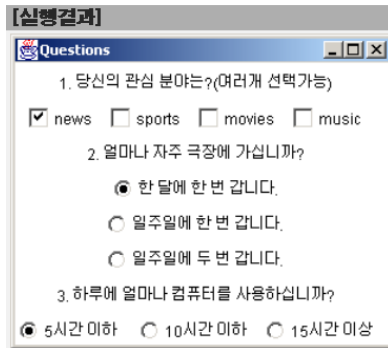 [실행결과]
Questions
1. 당신의 관심 분야는?(여러개 선택가능)
news sports movies music
2. 얼마나 자주 극장에 가십니까?
한 달에 한 번 갑니다.
일주일에 한 번 갑니다.
일주일에 두 번 갑니다.
3. 하루에 얼마나 컴퓨터를 사용하십니까?
5시간 이하 10시간 이하 15시간 이상